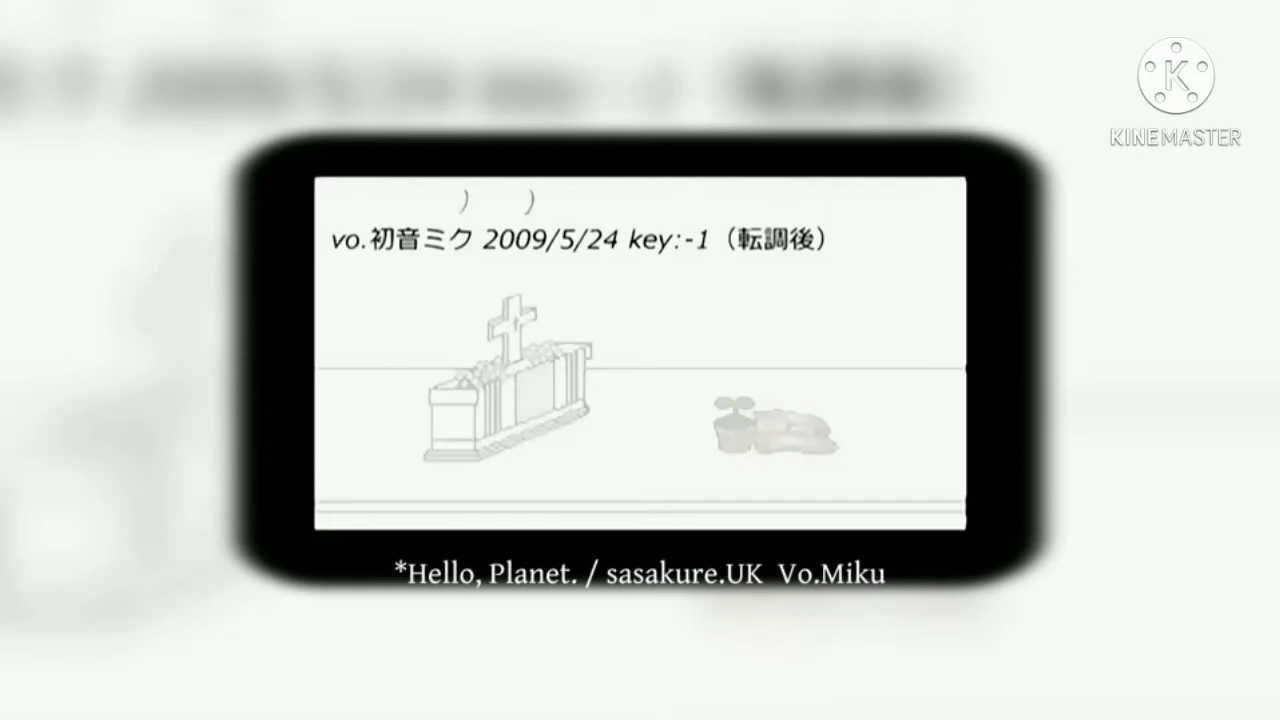 K
KINEMASTER
) )
vo.初音ミク 2009/5/24 key:-1（転調後）
*Hello, Planet. / sasakure.UK Vo.Miku